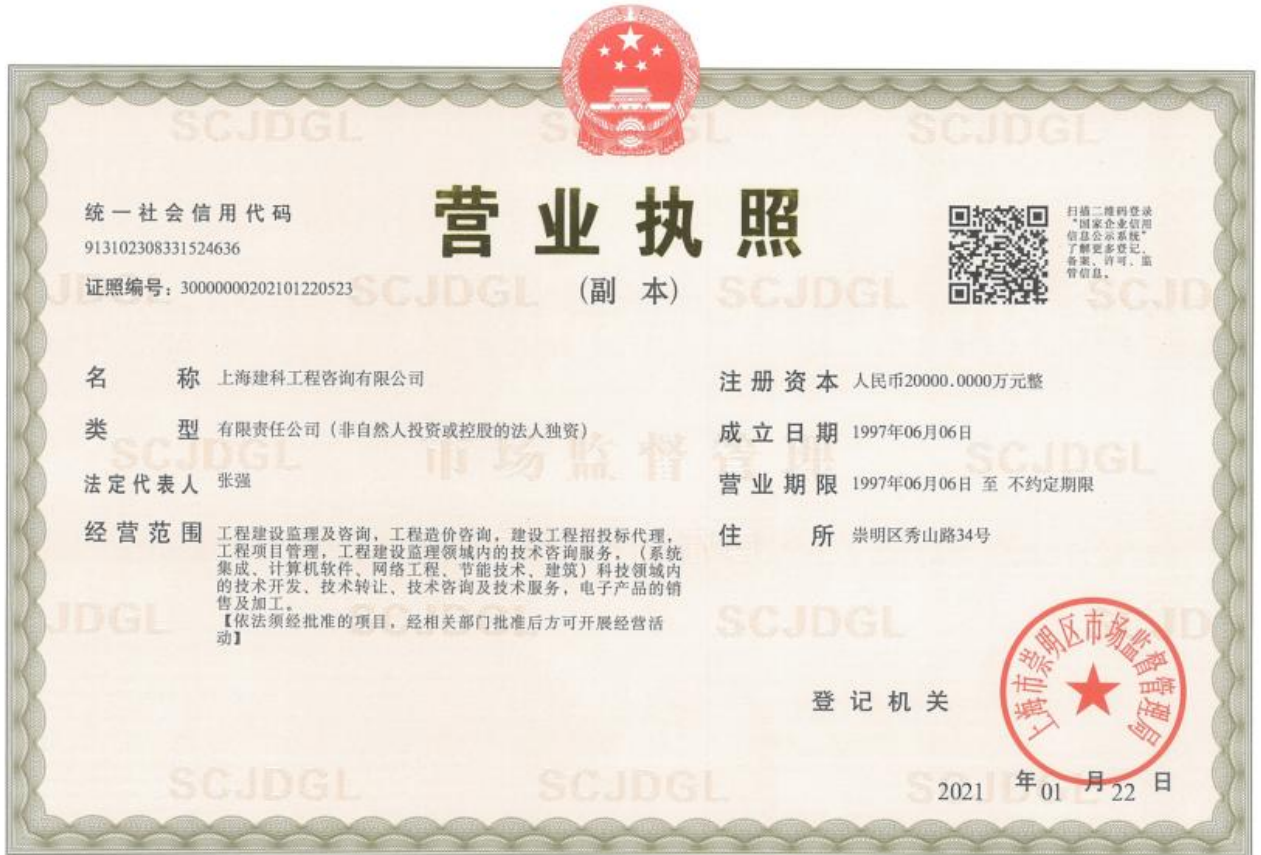 统一社会信用代码
913102308331524636
证照编号：30000000202101220523
营业执照
（副 本）
扫描二维码登录
“国家企业信用
信息公示系统”
了解更多登记、
备案、许可、监
管信息。
名 称 上海建科工程咨询有限公司
类 型 有限责任公司（非自然人投资或控股的法人独资）
法定代表人 张强
经营范围 工程建设监理及咨询，工程造价咨询，建设工程招投标代理，
工程项目管理，工程建设监理领域内的技术咨询服务，（系统
集成、计算机软件、网络工程、节能技术、建筑）科技领域内
的技术开发、技术转让、技术咨询及技术服务，电子产品的销
售及加工。
【依法须经批准的项目，经相关部门批准后方可开展经营活
动】
注册资本 人民币20000.0000万元整
成立日期 1997年06月06日
营业期限 1997年06月06日 至 不约定期限
住 所 崇明区秀山路34号
登记机关
上海市崇明区市场监督管理局
2021 年 01 月 22 日
SCJDGL
市场监督管理